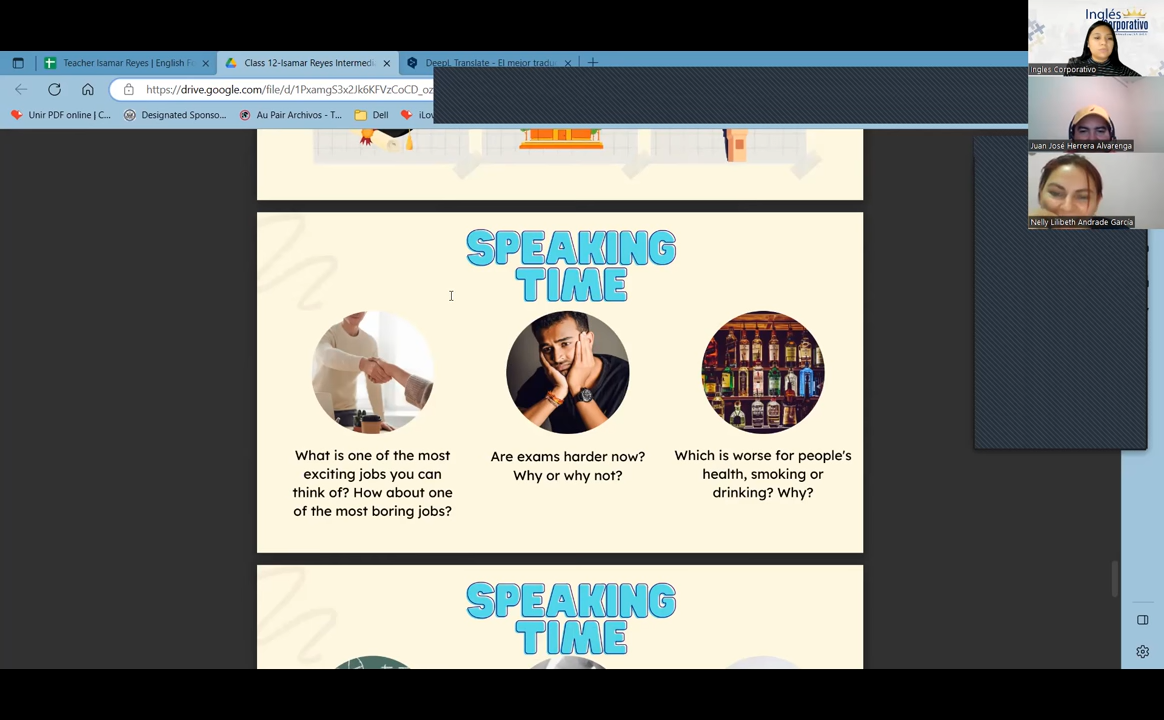 Inglés
Corporativo
Teacher Isamar Reyes | English F
Class 12-Isamar Reyes Intermedi
DeepL Translate - El mejor tradu
Inglés Corporativo
https://drive.google.com/file/d/1PxamgS3x2Jk6KFVzCoCD_oz
Unir PDF online | C...
Designated Sponso...
Au Pair Archivos - T...
Dell
iLov
Juan José Herrera Alvarenga
Nelly Lilibeth Andrade García
SPEAKING
TIME
What is one of the most
exciting jobs you can
think of? How about one
of the most boring jobs?
Are exams harder now?
Why or why not?
Which is worse for people's
health, smoking or
drinking? Why?
SPEAKING
TIME